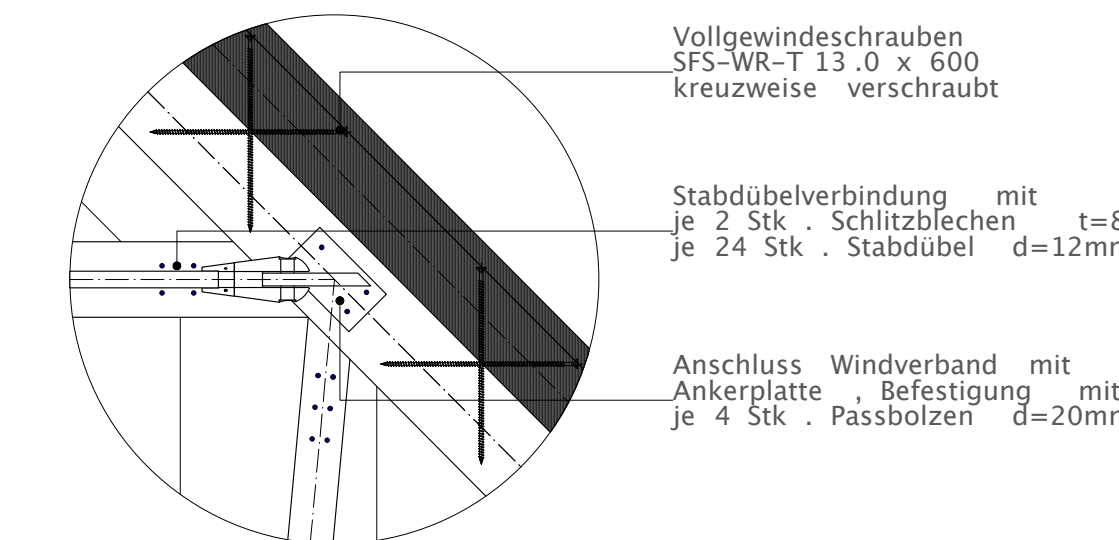 Vollgewindeschrauben
SFS-WR-T 13.0 x 600
kreuzweise verschraubt
Stabdübelverbindung mit
je 2 Stk . Schlitzblechen
je 24 Stk . Stabdübel
Anschluss Windverband mit
Ankerplatte , Befestigung mit
je 4 Stk . Passbolzen